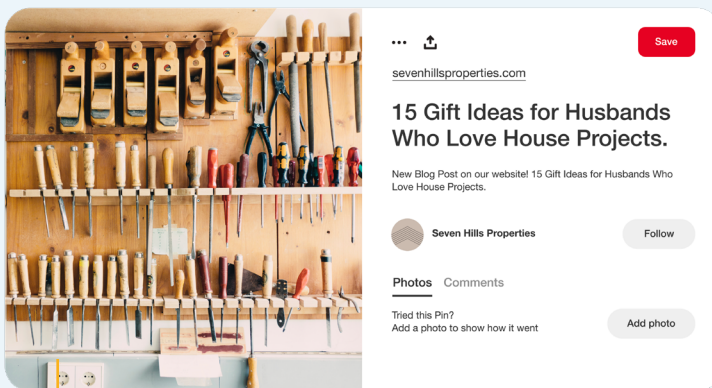 Save
sevenhillsproperties.com
15 Gift Ideas for Husbands
Who Love House Projects.
New Blog Post on our website! 15 Gift Ideas for Husbands Who
Love House Projects.
Seven Hills Properties
Follow
Photos Comments
Tried this Pin?
Add a photo to show how it went
Add photo